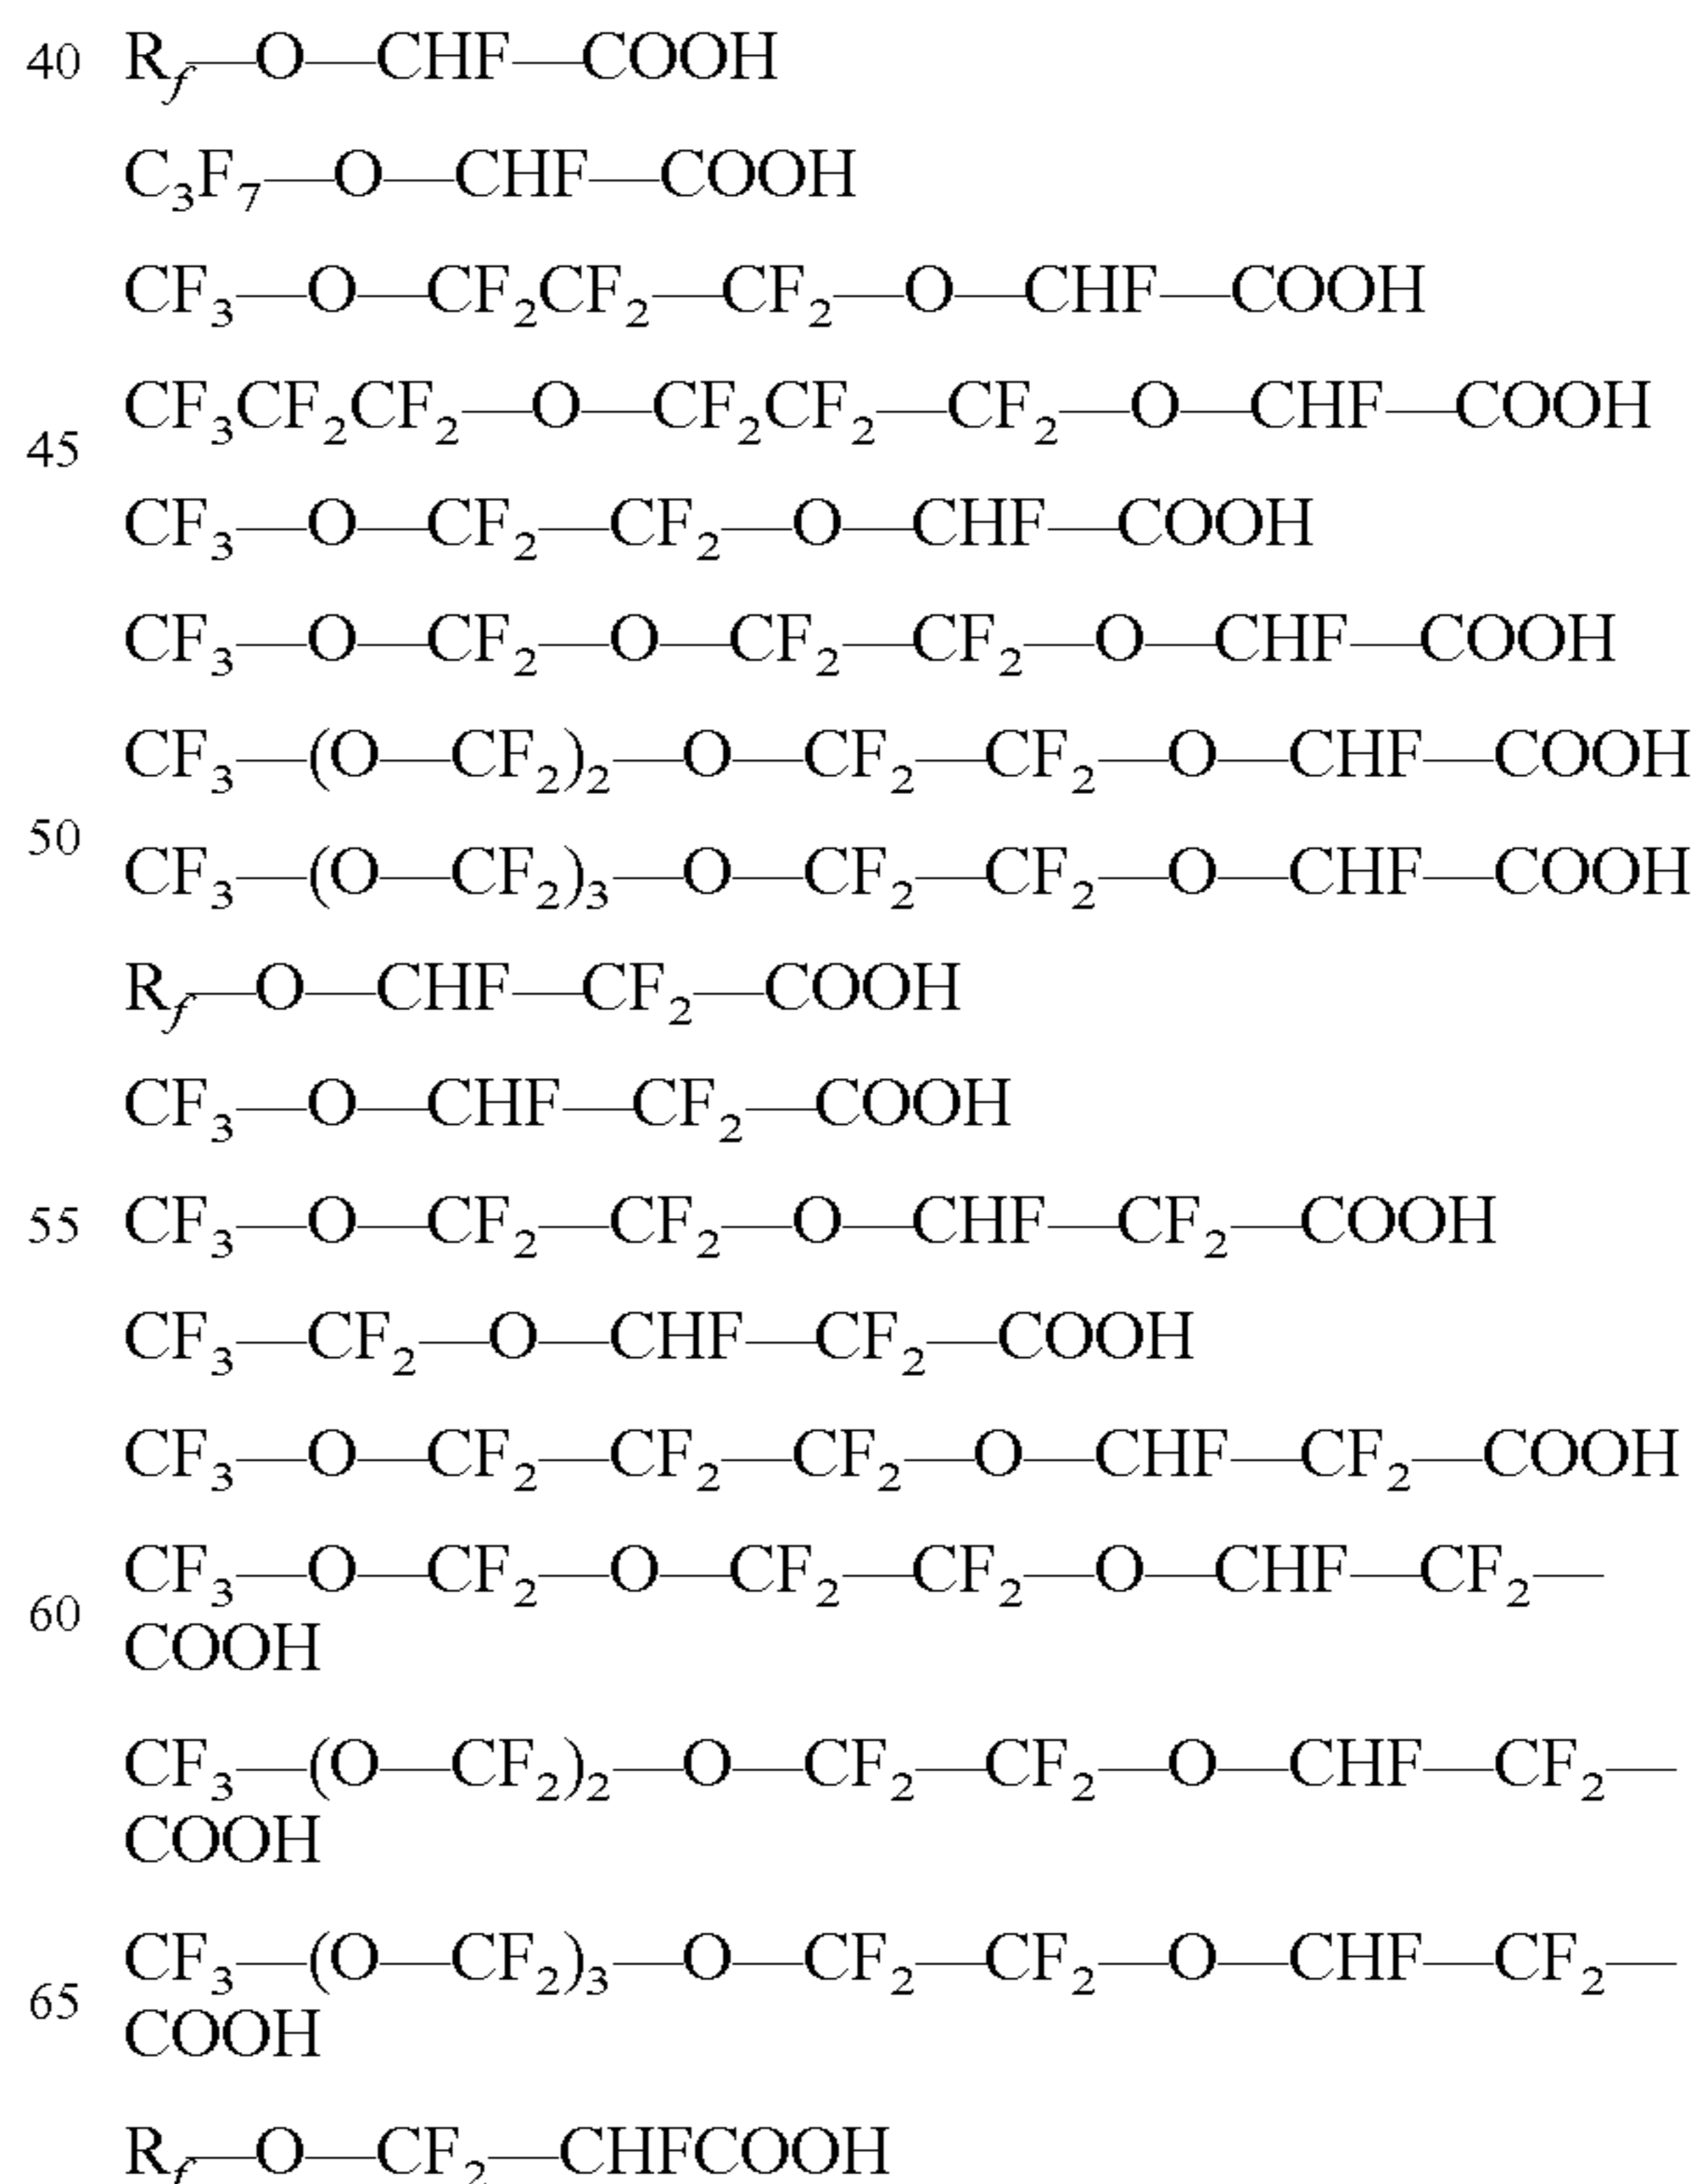 40 R_f—O—CHF—COOH
C₃F₇—O—CHF—COOH
CF₃—O—CF₂CF₂—CF₂—O—CHF—COOH
CF₃CF₂CF₂—O—CF₂CF₂—CF₂—O—CHF—COOH
45
CF₃—O—CF₂—CF₂—O—CHF—COOH
CF₃—O—CF₂—O—CF₂—CF₂—O—CHF—COOH
CF₃—(O—CF₂)₂—O—CF₂—CF₂—O—CHF—COOH
50
CF₃—(O—CF₂)₃—O—CF₂—CF₂—O—CHF—COOH
R_f—O—CHF—CF₂—COOH
CF₃—O—CHF—CF₂—COOH
55 CF₃—O—CF₂—CF₂—O—CHF—CF₂—COOH
CF₃—CF₂—O—CHF—CF₂—COOH
CF₃—O—CF₂—CF₂—CF₂—O—CHF—CF₂—COOH
CF₃—O—CF₂—O—CF₂—CF₂—O—CHF—CF₂—
60
COOH
CF₃—(O—CF₂)₂—O—CF₂—CF₂—O—CHF—CF₂—
COOH
CF₃—(O—CF₂)₃—O—CF₂—CF₂—O—CHF—CF₂—
65
COOH
R_f—O—CF₂—CHFCOOH